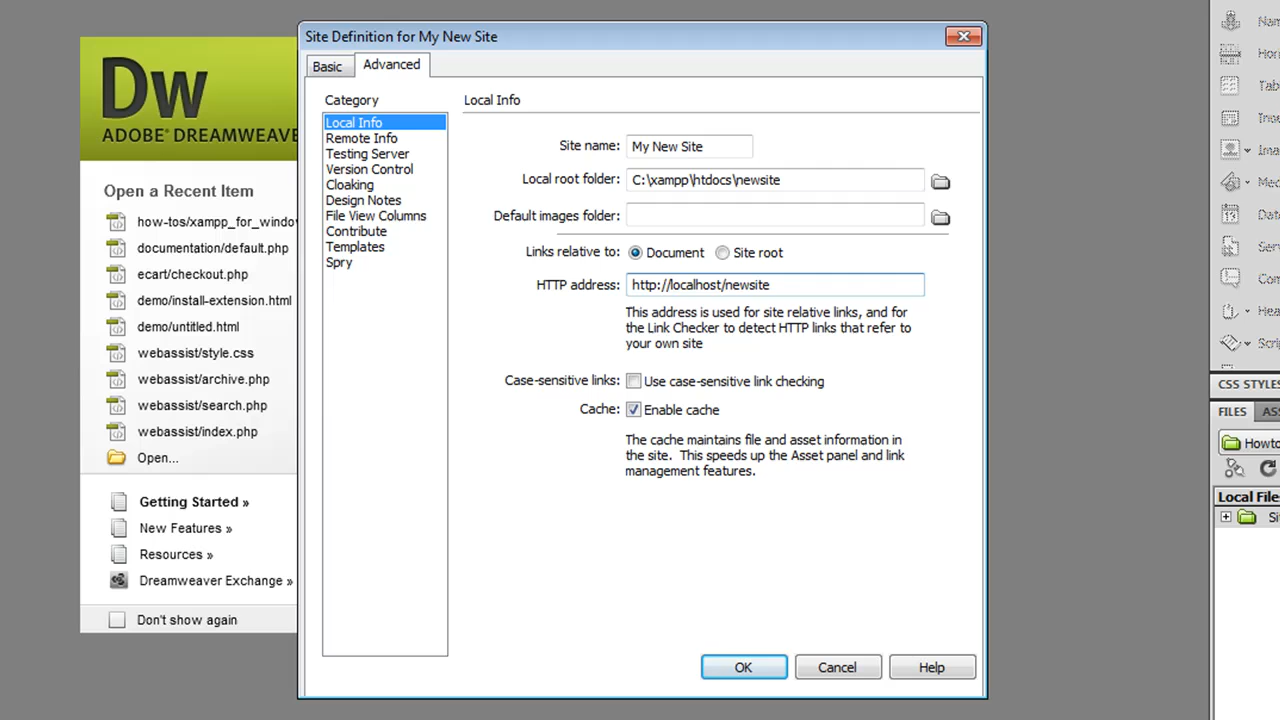 Site Definition for My New Site
Basic
Advanced
Dw
ADOBE® DREAMWEAVER
Open a Recent Item
how-tos/xampp_for_windo
documentation/default.php
ecart/checkout.php
demo/install-extension.html
demo/untitled.html
webassist/style.css
webassist/archive.php
webassist/search.php
webassist/index.php
Open...
Getting Started »
New Features »
Resources »
Dreamweaver Exchange »
Don't show again
Category
Local Info
Remote Info
Testing Server
Version Control
Cloaking
Design Notes
File View Columns
Contribute
Templates
Spry
Local Info
Site name: My New Site
Local root folder: C:\xampp\htdocs\newsite
Default images folder:
Links relative to: Document Site root
HTTP address: http://localhost/newsite
This address is used for site relative links, and for
the Link Checker to detect HTTP links that refer to
your own site
Case-sensitive links: Use case-sensitive link checking
Cache: Enable cache
The cache maintains file and asset information in
the site. This speeds up the Asset panel and link
management features.
OK
Cancel
Help
CSS STYLES
FILES
Local File